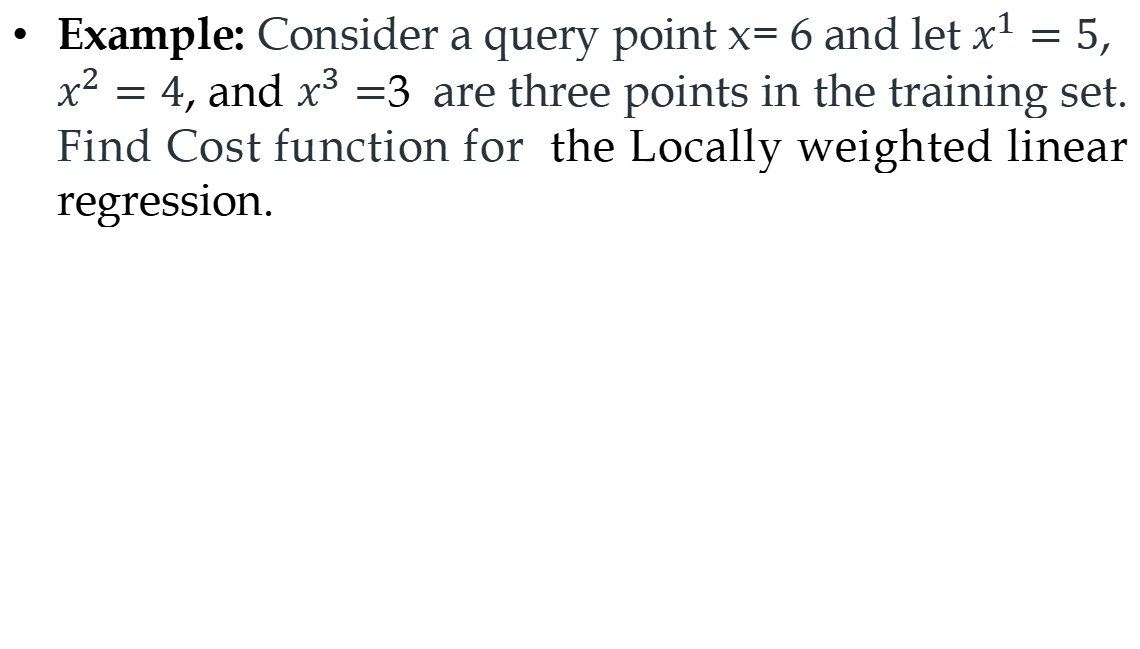 • Example: Consider a query point x= 6 and let x¹ = 5,
x² = 4, and x³ =3 are three points in the training set.
Find Cost function for the Locally weighted linear
regression.